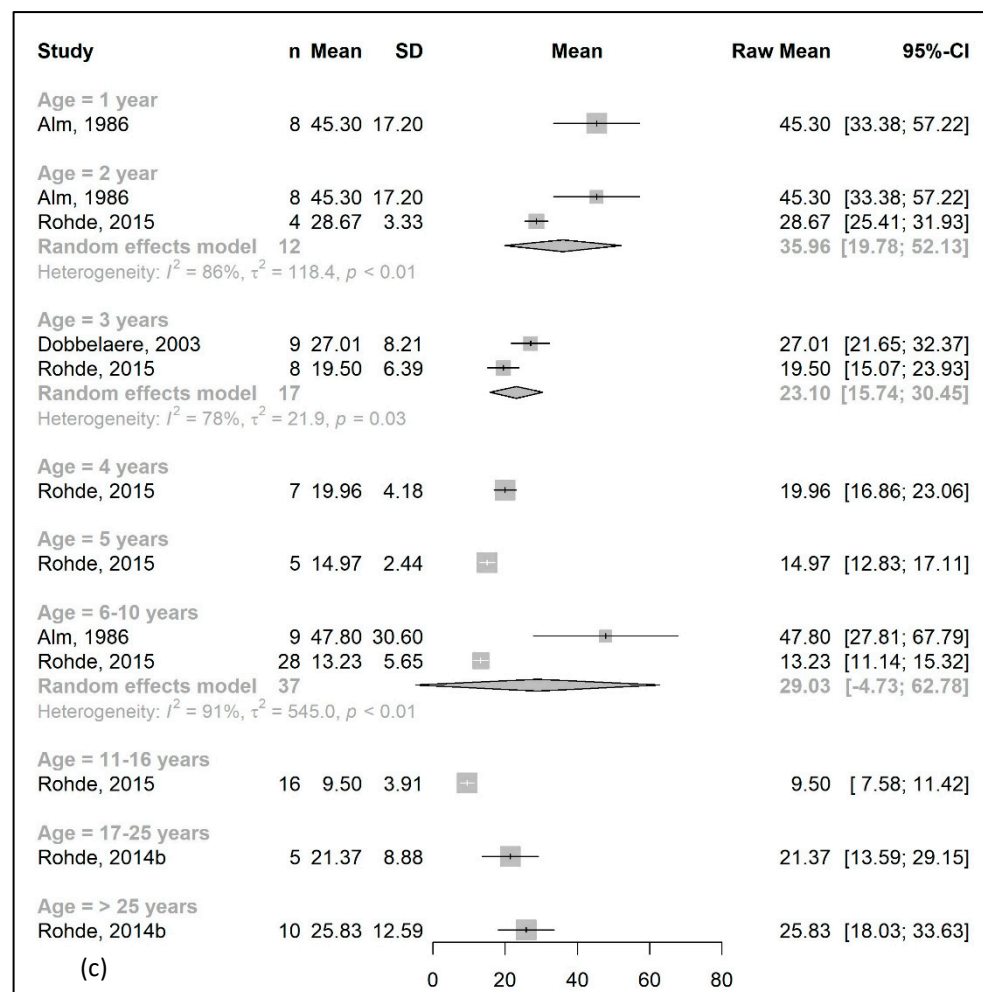 Study n Mean SD Mean Raw Mean 95%-CI
Age = 1 year
Alm, 1986 8 45.30 17.20 45.30 [33.38; 57.22]
Age = 2 year
Alm, 1986 8 45.30 17.20 45.30 [33.38; 57.22]
Rohde, 2015 4 28.67 3.33 28.67 [25.41; 31.93]
Random effects model 12 35.96 [19.78; 52.13]
Heterogeneity: I² = 86%, τ² = 118.4, p < 0.01
Age = 3 years
Dobbelaere, 2003 9 27.01 8.21 27.01 [21.65; 32.37]
Rohde, 2015 8 19.50 6.39 19.50 [15.07; 23.93]
Random effects model 17 23.10 [15.74; 30.45]
Heterogeneity: I² = 78%, τ² = 21.9, p = 0.03
Age = 4 years
Rohde, 2015 7 19.96 4.18 19.96 [16.86; 23.06]
Age = 5 years
Rohde, 2015 5 14.97 2.44 14.97 [12.83; 17.11]
Age = 6-10 years
Alm, 1986 9 47.80 30.60 47.80 [27.81; 67.79]
Rohde, 2015 28 13.23 5.65 13.23 [11.14; 15.32]
Random effects model 37 29.03 [-4.73; 62.78]
Heterogeneity: I² = 91%, τ² = 545.0, p < 0.01
Age = 11-16 years
Rohde, 2015 16 9.50 3.91 9.50 [ 7.58; 11.42]
Age = 17-25 years
Rohde, 2014b 5 21.37 8.88 21.37 [13.59; 29.15]
Age = > 25 years
Rohde, 2014b 10 25.83 12.59 25.83 [18.03; 33.63]
(c)
0 20 40 60 80